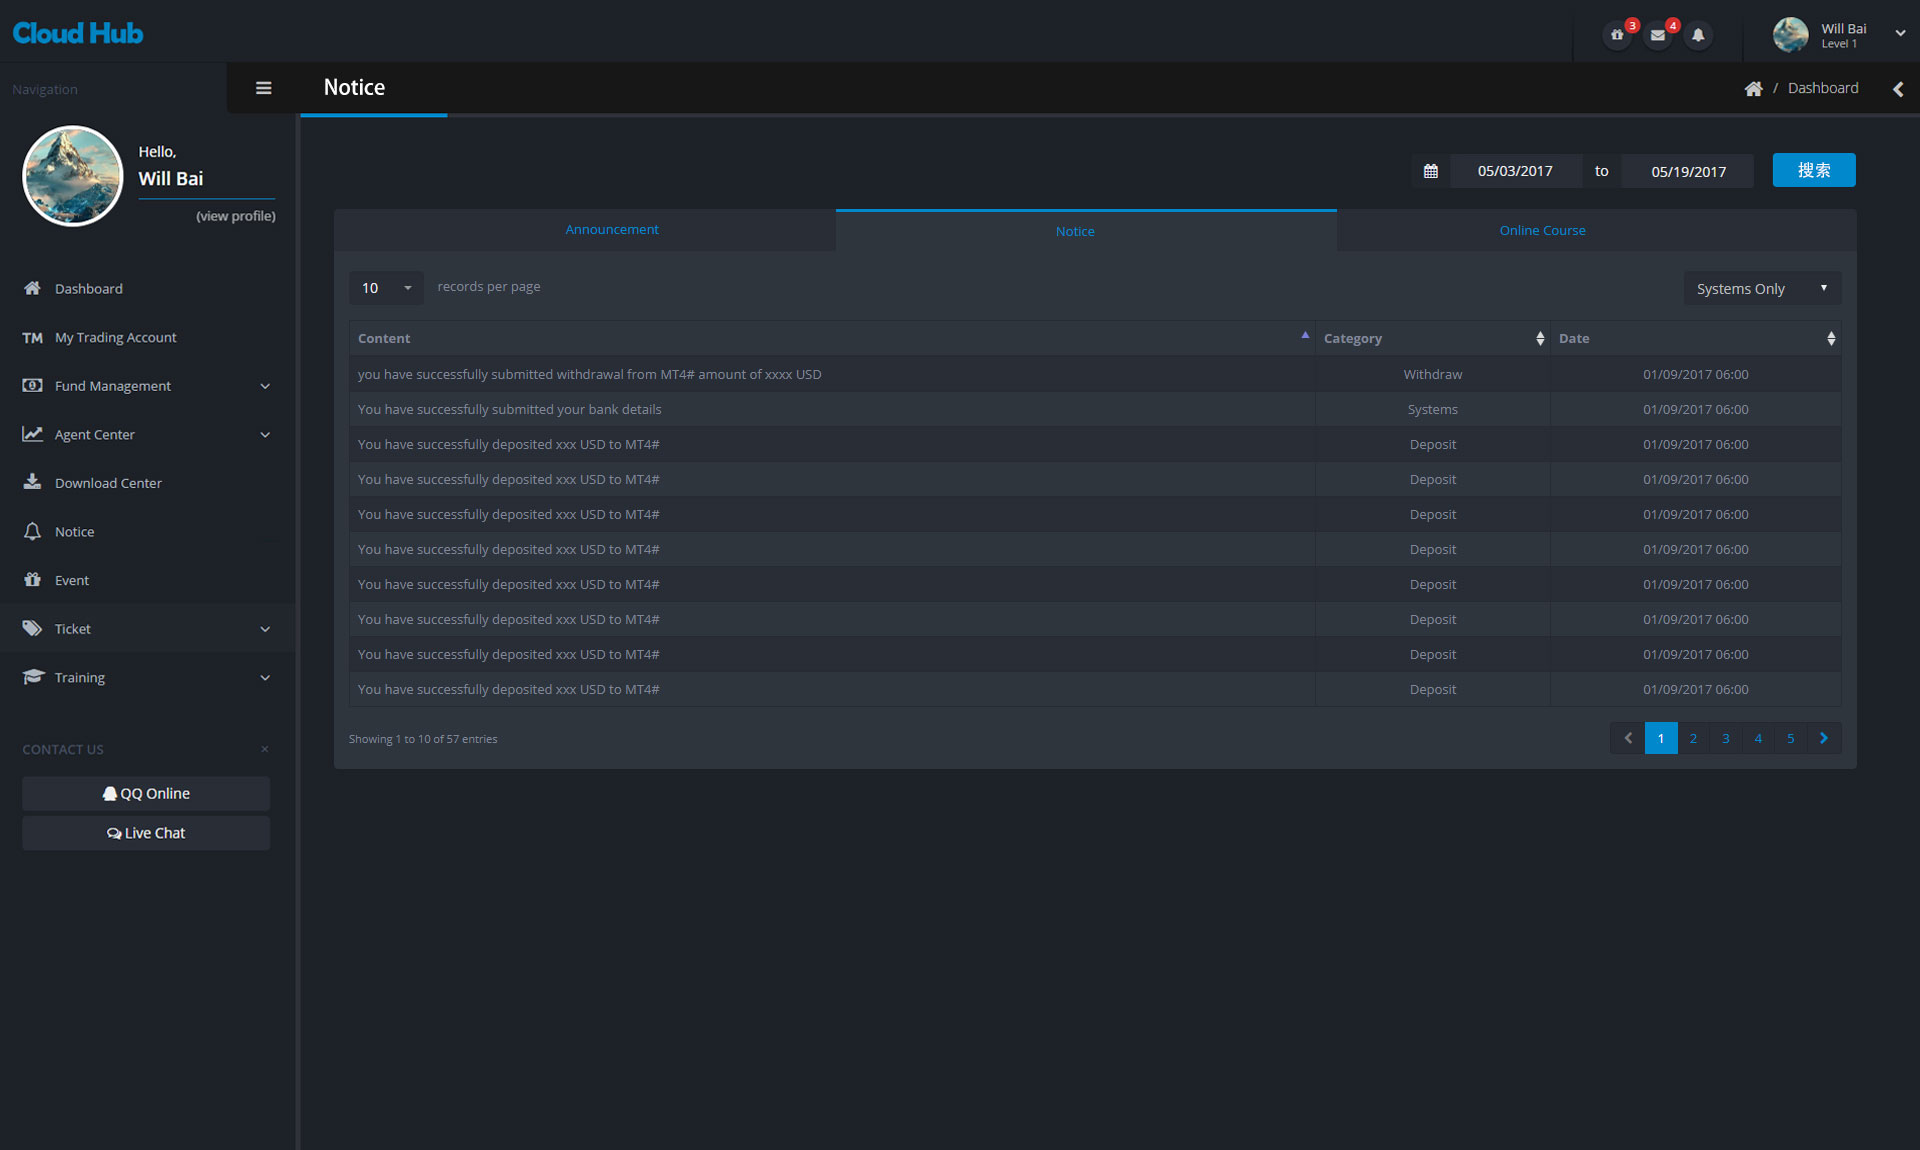 Cloud Hub
3
4
Will Bai
Level 1
Navigation
Notice
/ Dashboard
Hello,
Will Bai
(view profile)
05/03/2017 to 05/19/2017 搜索
Announcement
Notice
Online Course
10 records per page
Systems Only
Dashboard
TM My Trading Account
Fund Management
Agent Center
Download Center
Notice
Event
Ticket
Training
Content Category Date
you have successfully submitted withdrawal from MT4# amount of xxxx USD Withdraw 01/09/2017 06:00
You have successfully submitted your bank details Systems 01/09/2017 06:00
You have successfully deposited xxx USD to MT4# Deposit 01/09/2017 06:00
You have successfully deposited xxx USD to MT4# Deposit 01/09/2017 06:00
You have successfully deposited xxx USD to MT4# Deposit 01/09/2017 06:00
You have successfully deposited xxx USD to MT4# Deposit 01/09/2017 06:00
You have successfully deposited xxx USD to MT4# Deposit 01/09/2017 06:00
You have successfully deposited xxx USD to MT4# Deposit 01/09/2017 06:00
You have successfully deposited xxx USD to MT4# Deposit 01/09/2017 06:00
You have successfully deposited xxx USD to MT4# Deposit 01/09/2017 06:00
Showing 1 to 10 of 57 entries
1 2 3 4 5
CONTACT US ×
QQ Online
Live Chat